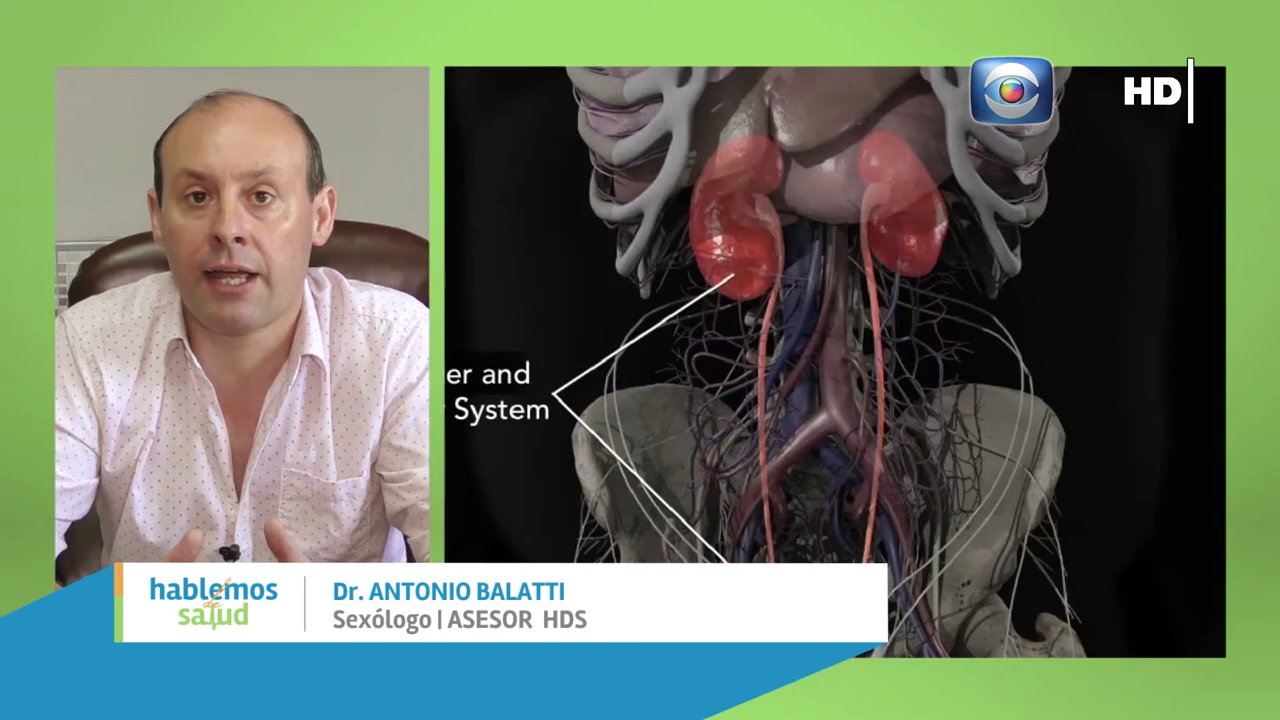 HD
er and
System
hablemos
de
salud
Dr. ANTONIO BALATTI
Sexólogo | ASESOR HDS